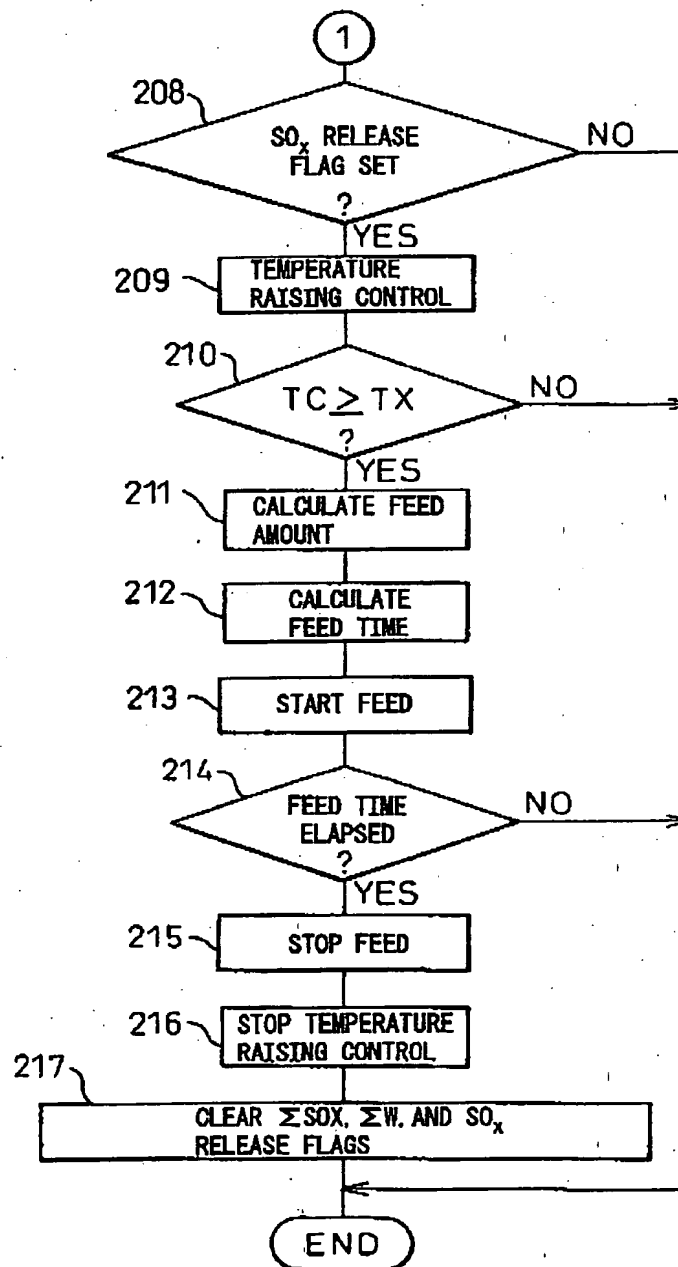 1
208
SOx RELEASE
FLAG SET
?
NO
YES
209
TEMPERATURE
RAISING CONTROL
210
TC ≥ TX
?
NO
YES
211
CALCULATE FEED
AMOUNT
212
CALCULATE
FEED TIME
213
START FEED
214
FEED TIME
ELAPSED
?
NO
YES
215
STOP FEED
216
STOP TEMPERATURE
RAISING CONTROL
217
CLEAR ΣSOX, ΣW, AND SOx
RELEASE FLAGS
END